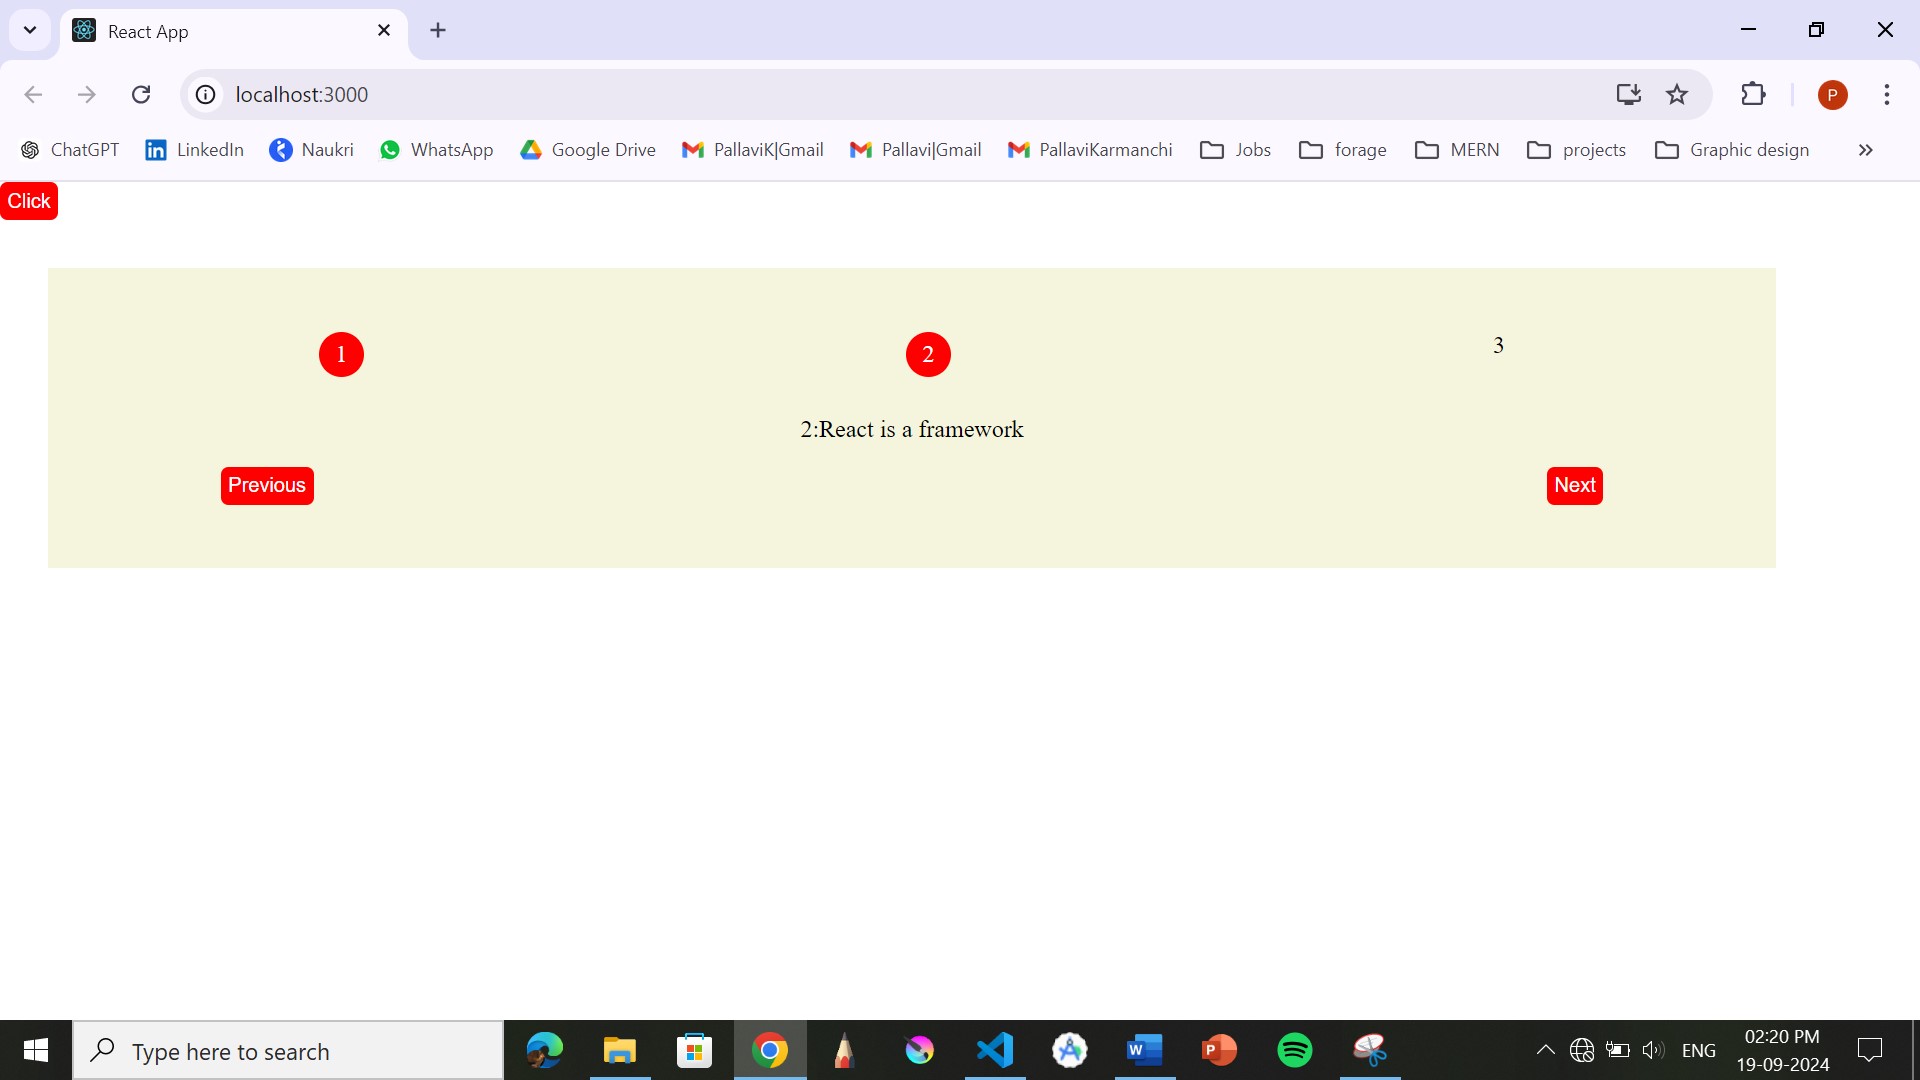 React App
localhost:3000
P
ChatGPT LinkedIn Naukri WhatsApp Google Drive PallaviK|Gmail Pallavi|Gmail PallaviKarmanchi Jobs forage MERN projects Graphic design
Click
1 2 3
2:React is a framework
Previous Next
Type here to search
ENG
02:20 PM
19-09-2024